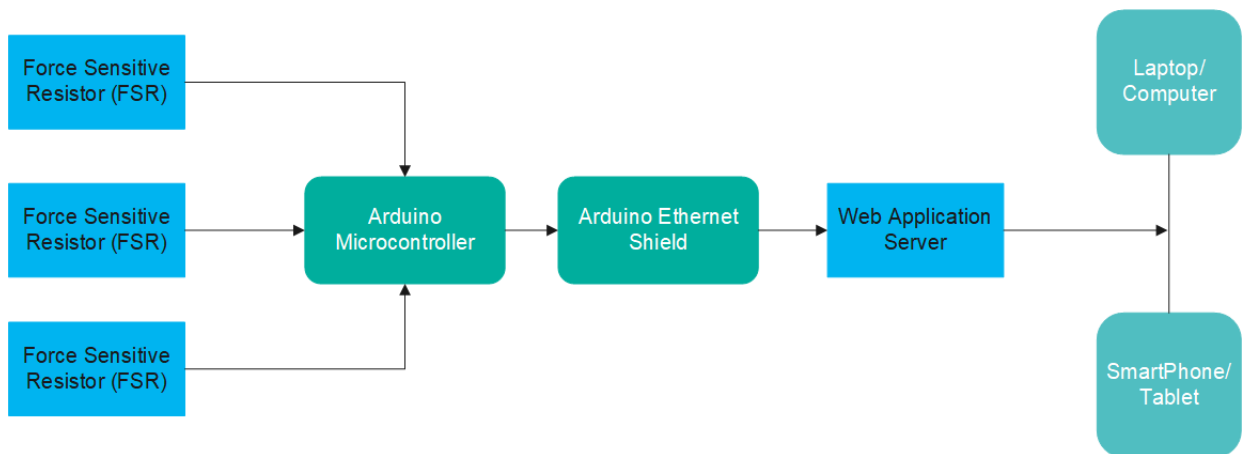 Force Sensitive
Resistor (FSR)
Force Sensitive
Resistor (FSR)
Force Sensitive
Resistor (FSR)
Arduino
Microcontroller
Arduino Ethernet
Shield
Web Application
Server
Laptop/
Computer
SmartPhone/
Tablet